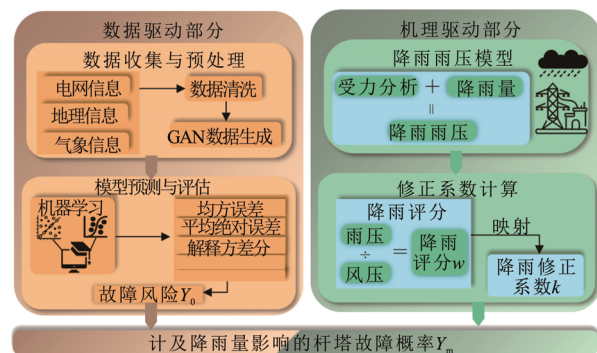 数据驱动部分
数据收集与预处理
电网信息
地理信息
气象信息
数据清洗
GAN数据生成
模型预测与评估
机器学习
均方误差
平均绝对误差
解释方差分
故障风险Y₀
机理驱动部分
降雨雨压模型
受力分析 + 降雨量
=
降雨雨压
修正系数计算
降雨评分
雨压
÷
风压
=
降雨
评分w
映射
降雨修正
系数k
计及降雨量影响的杆塔故障概率Yₘ